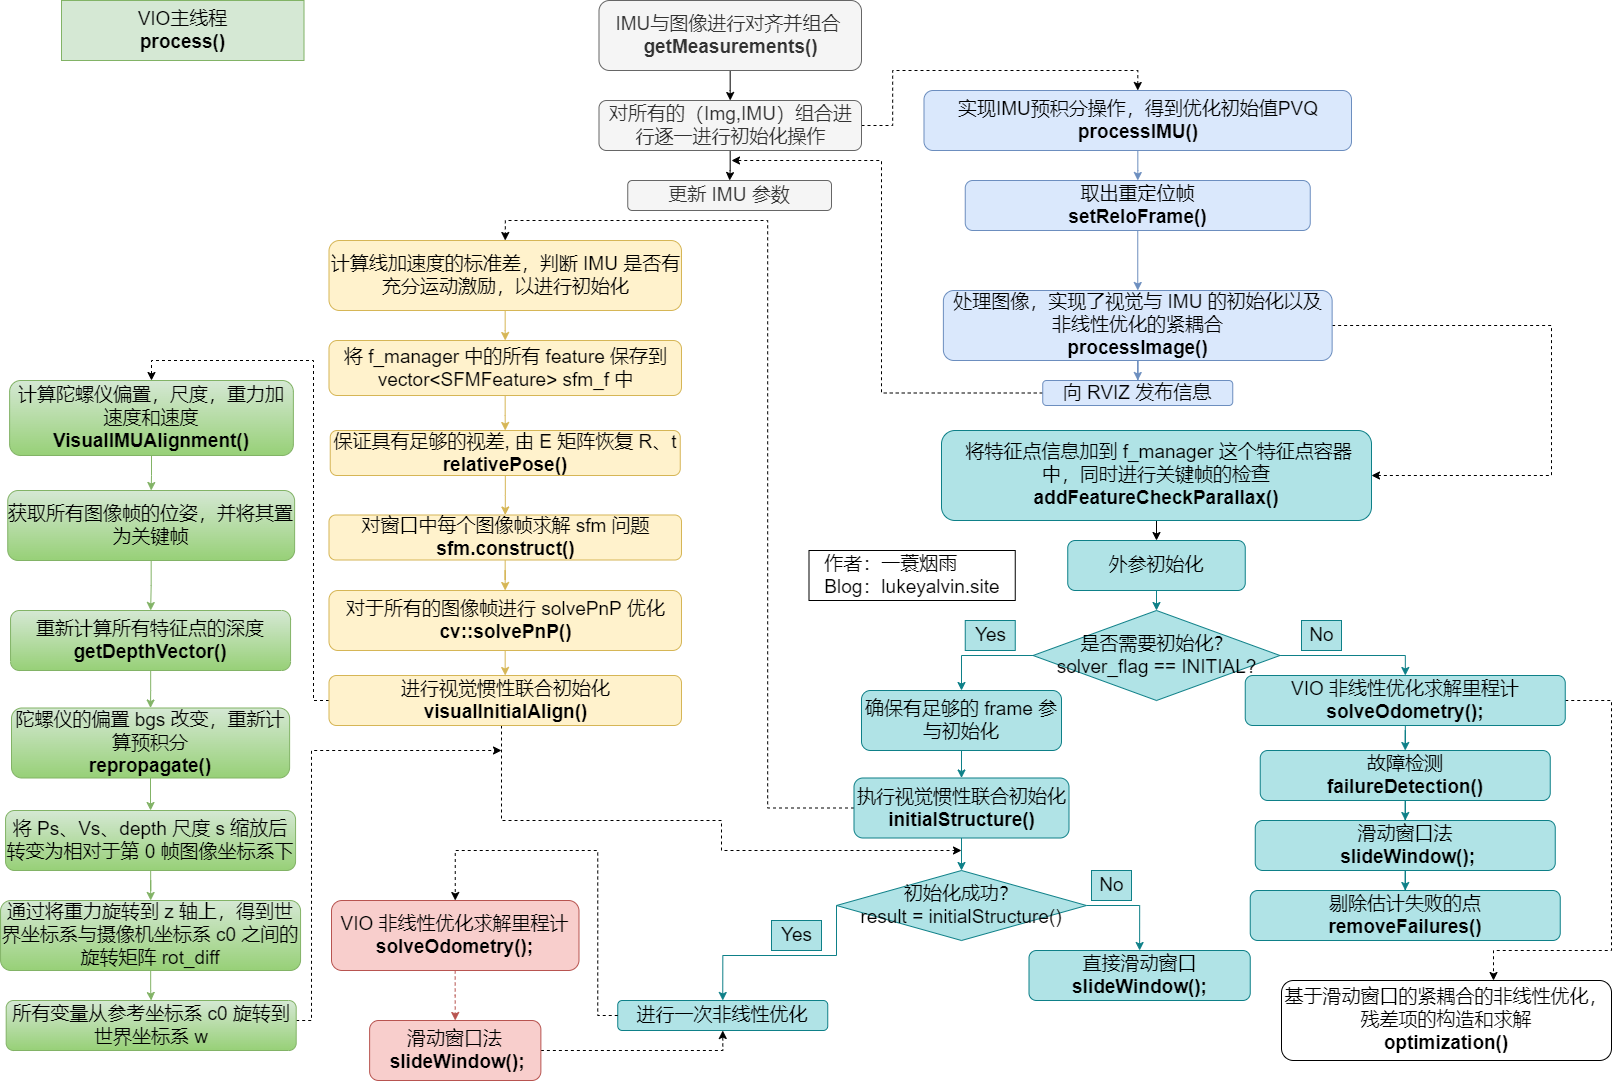 VIO主线程
process()
IMU与图像进行对齐并组合
getMeasurements()
对所有的（Img,IMU）组合进
行逐一进行初始化操作
更新 IMU 参数
实现IMU预积分操作，得到优化初始值PVQ
processIMU()
取出重定位帧
setReloFrame()
处理图像，实现了视觉与 IMU 的初始化以及
非线性优化的紧耦合
processImage()
向 RVIZ 发布信息
计算线加速度的标准差，判断 IMU 是否有
充分运动激励，以进行初始化
将 f_manager 中的所有 feature 保存到
vector<SFMFeature> sfm_f 中
保证具有足够的视差, 由 E 矩阵恢复 R、t
relativePose()
对窗口中每个图像帧求解 sfm 问题
sfm.construct()
对于所有的图像帧进行 solvePnP 优化
cv::solvePnP()
进行视觉惯性联合初始化
visualInitialAlign()
计算陀螺仪偏置，尺度，重力加
速度和速度
VisualIMUAlignment()
获取所有图像帧的位姿，并将其置
为关键帧
重新计算所有特征点的深度
getDepthVector()
陀螺仪的偏置 bgs 改变，重新计
算预积分
repropagate()
将 Ps、Vs、depth 尺度 s 缩放后
转变为相对于第 0 帧图像坐标系下
通过将重力旋转到 z 轴上，得到世
界坐标系与摄像机坐标系 c0 之间的
旋转矩阵 rot_diff
所有变量从参考坐标系 c0 旋转到
世界坐标系 w
将特征点信息加到 f_manager 这个特征点容器
中，同时进行关键帧的检查
addFeatureCheckParallax()
外参初始化
作者：一蓑烟雨
Blog：lukeyalvin.site
是否需要初始化？
solver_flag == INITIAL?
Yes
No
确保有足够的 frame 参
与初始化
执行视觉惯性联合初始化
initialStructure()
初始化成功？
result = initialStructure()
Yes
No
直接滑动窗口
slideWindow();
进行一次非线性优化
VIO 非线性优化求解里程计
solveOdometry();
滑动窗口法
slideWindow();
VIO 非线性优化求解里程计
solveOdometry();
故障检测
failureDetection()
滑动窗口法
slideWindow();
剔除估计失败的点
removeFailures()
基于滑动窗口的紧耦合的非线性优化，
残差项的构造和求解
optimization()